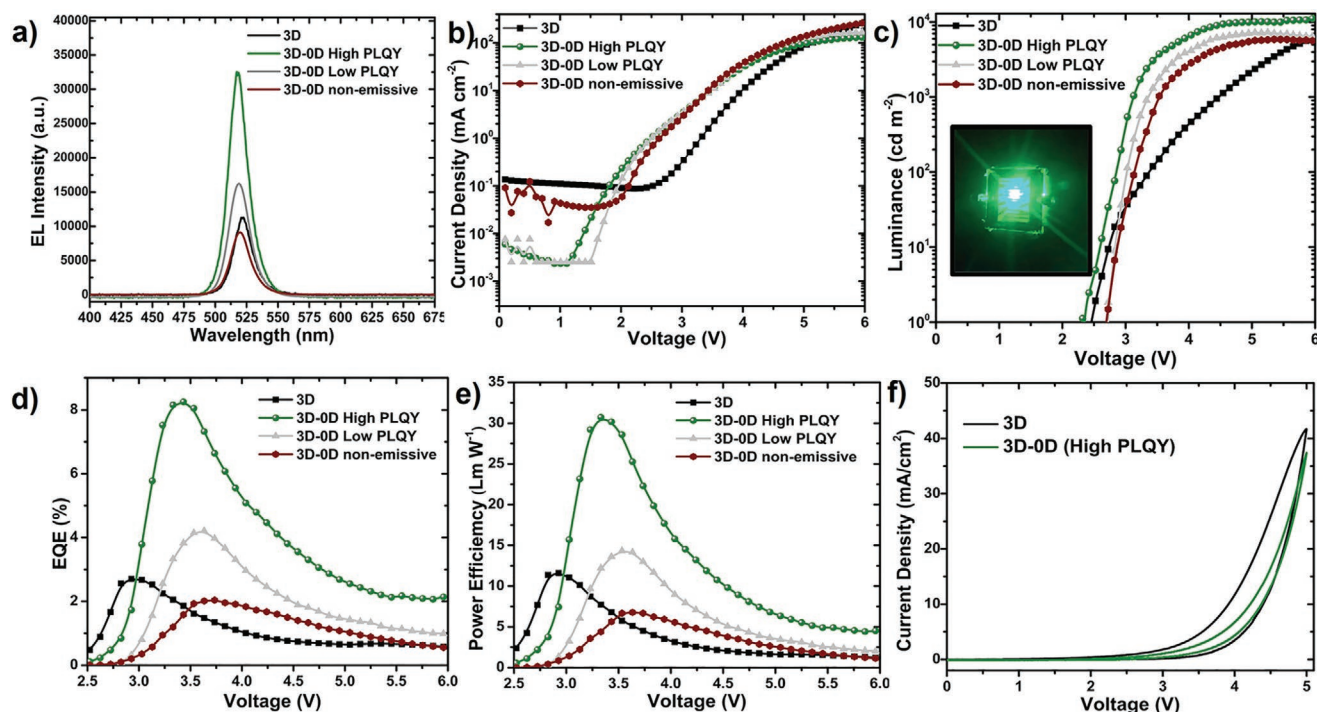 a)
40000
35000
30000
25000
20000
15000
10000
5000
0
EL Intensity (a.u.)
3D
3D-0D High PLQY
3D-0D Low PLQY
3D-0D non-emissive
400 425 450 475 500 525 550 575 600 625 650 675
Wavelength (nm)
b)
10²
10¹
10⁰
10⁻¹
10⁻²
10⁻³
Current Density (mA cm⁻²)
3D
3D-0D High PLQY
3D-0D Low PLQY
3D-0D non-emissive
0 1 2 3 4 5 6
Voltage (V)
c)
10⁴
10³
10²
10¹
10⁰
Luminance (cd m⁻²)
3D
3D-0D High PLQY
3D-0D Low PLQY
3D-0D non-emissive
0 1 2 3 4 5 6
Voltage (V)
d)
8
6
4
2
0
EQE (%)
3D
3D-0D High PLQY
3D-0D Low PLQY
3D-0D non-emissive
2.5 3.0 3.5 4.0 4.5 5.0 5.5 6.0
Voltage (V)
e)
35
30
25
20
15
10
5
0
Power Efficiemcy (Lm W⁻¹)
3D
3D-0D High PLQY
3D-0D Low PLQY
3D-0D non-emissive
2.5 3.0 3.5 4.0 4.5 5.0 5.5 6.0
Voltage (V)
f)
50
40
30
20
10
0
Current Density (mA/cm²)
3D
3D-0D (High PLQY)
0 1 2 3 4 5
Voltage (V)